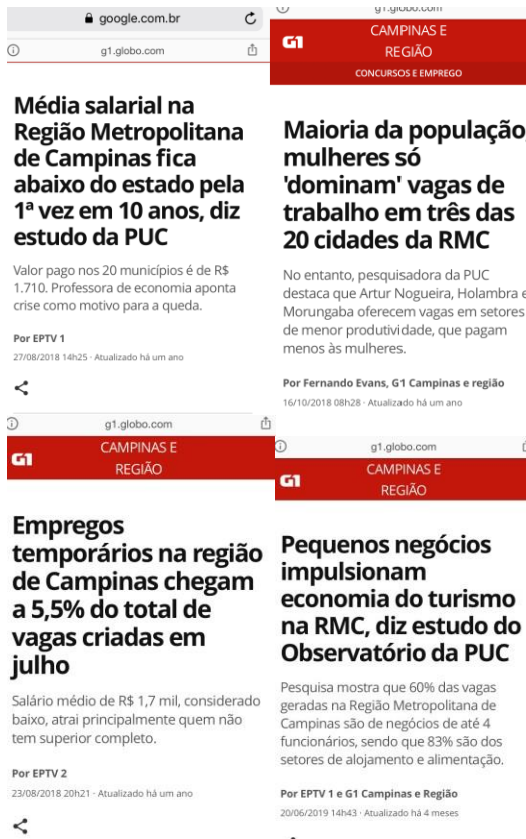 google.com.br
g1.globo.com
Média salarial na
Região Metropolitana
de Campinas fica
abaixo do estado pela
1ª vez em 10 anos, diz
estudo da PUC
Valor pago nos 20 municípios é de R$
1.710. Professora de economia aponta
crise como motivo para a queda.
Por EPTV 1
27/08/2018 14h25 · Atualizado há um ano
g1.globo.com
G1
CAMPINAS E
REGIÃO
CONCURSOS E EMPREGO
Maioria da população,
mulheres só
'dominam' vagas de
trabalho em três das
20 cidades da RMC
No entanto, pesquisadora da PUC
destaca que Artur Nogueira, Holambra e
Morungaba oferecem vagas em setores
de menor produtividade, que pagam
menos às mulheres.
Por Fernando Evans, G1 Campinas e região
16/10/2018 08h28 · Atualizado há um ano
g1.globo.com
G1
CAMPINAS E
REGIÃO
Empregos
temporários na região
de Campinas chegam
a 5,5% do total de
vagas criadas em
julho
Salário médio de R$ 1,7 mil, considerado
baixo, atrai principalmente quem não
tem superior completo.
Por EPTV 2
23/08/2018 20h21 · Atualizado há um ano
g1.globo.com
G1
CAMPINAS E
REGIÃO
Pequenos negócios
impulsionam
economia do turismo
na RMC, diz estudo do
Observatório da PUC
Pesquisa mostra que 60% das vagas
geradas na Região Metropolitana de
Campinas são de negócios de até 4
funcionários, sendo que 83% são dos
setores de alojamento e alimentação.
Por EPTV 1 e G1 Campinas e Região
20/06/2019 14h43 · Atualizado há 4 meses